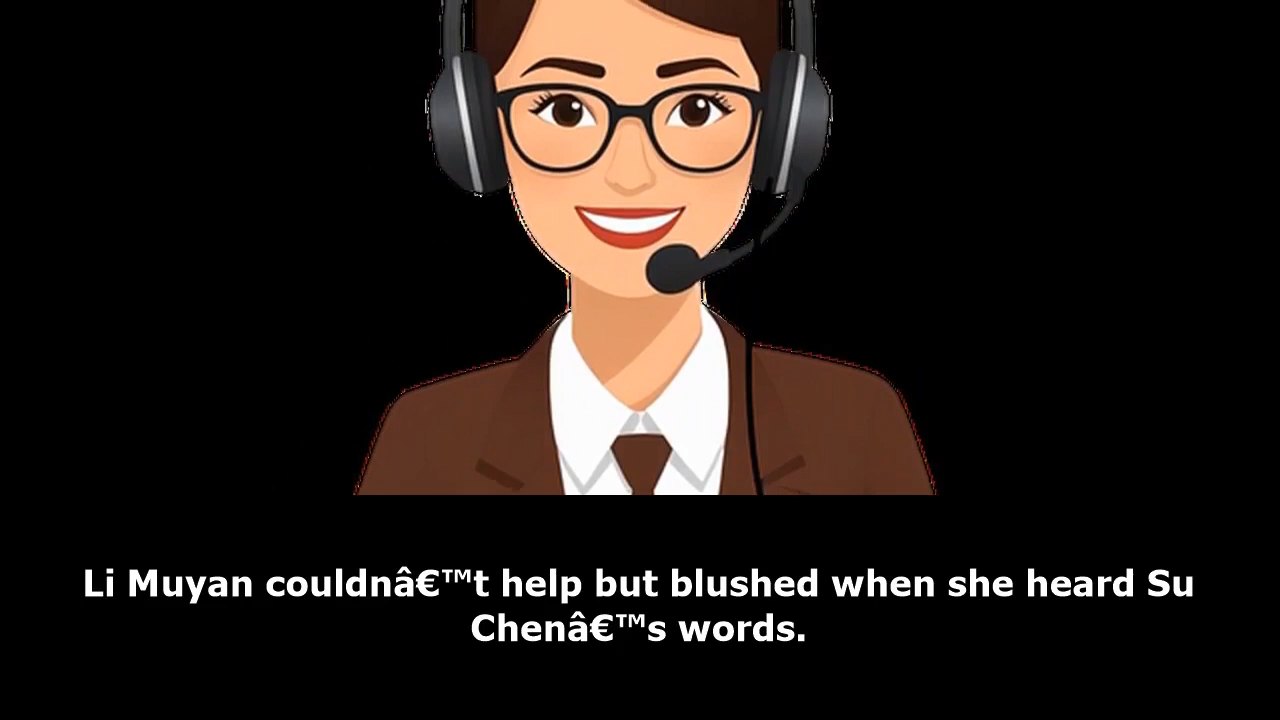 Li Muyan couldnâ€™t help but blushed when she heard Su
Chenâ€™s words.